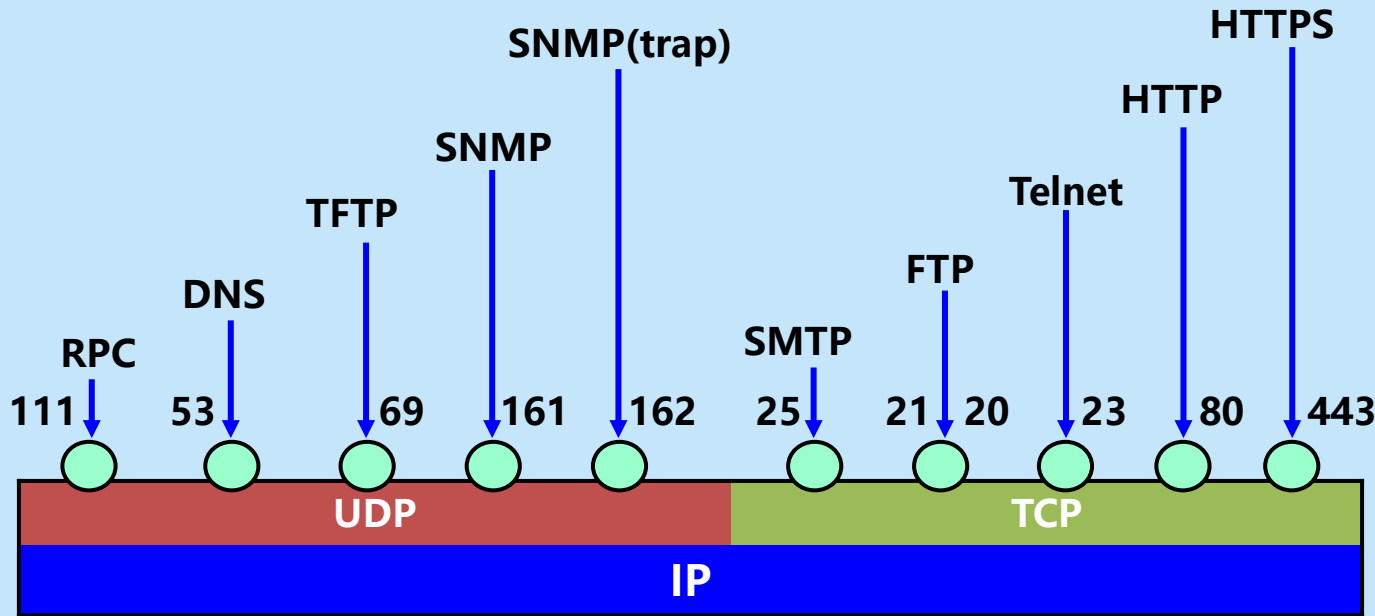 HTTPS
SNMP(trap)
HTTP
SNMP
Telnet
TFTP
FTP
DNS
SMTP
RPC
111 53 69 161 162 25 21 20 23 80 443
UDP TCP
IP